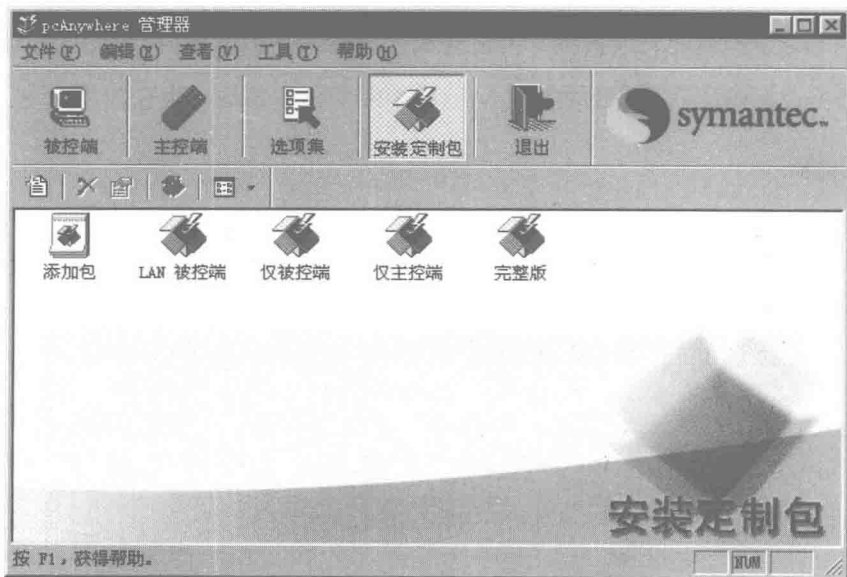 pcAnywhere 管理器
文件(F) 编辑(E) 查看(V) 工具(T) 帮助(H)
被控端 主控端 选项集 安装定制包 退出 symantec™
添加包 LAN 被控端 仅被控端 仅主控端 完整版
安装定制包
按 F1，获得帮助。 NUM